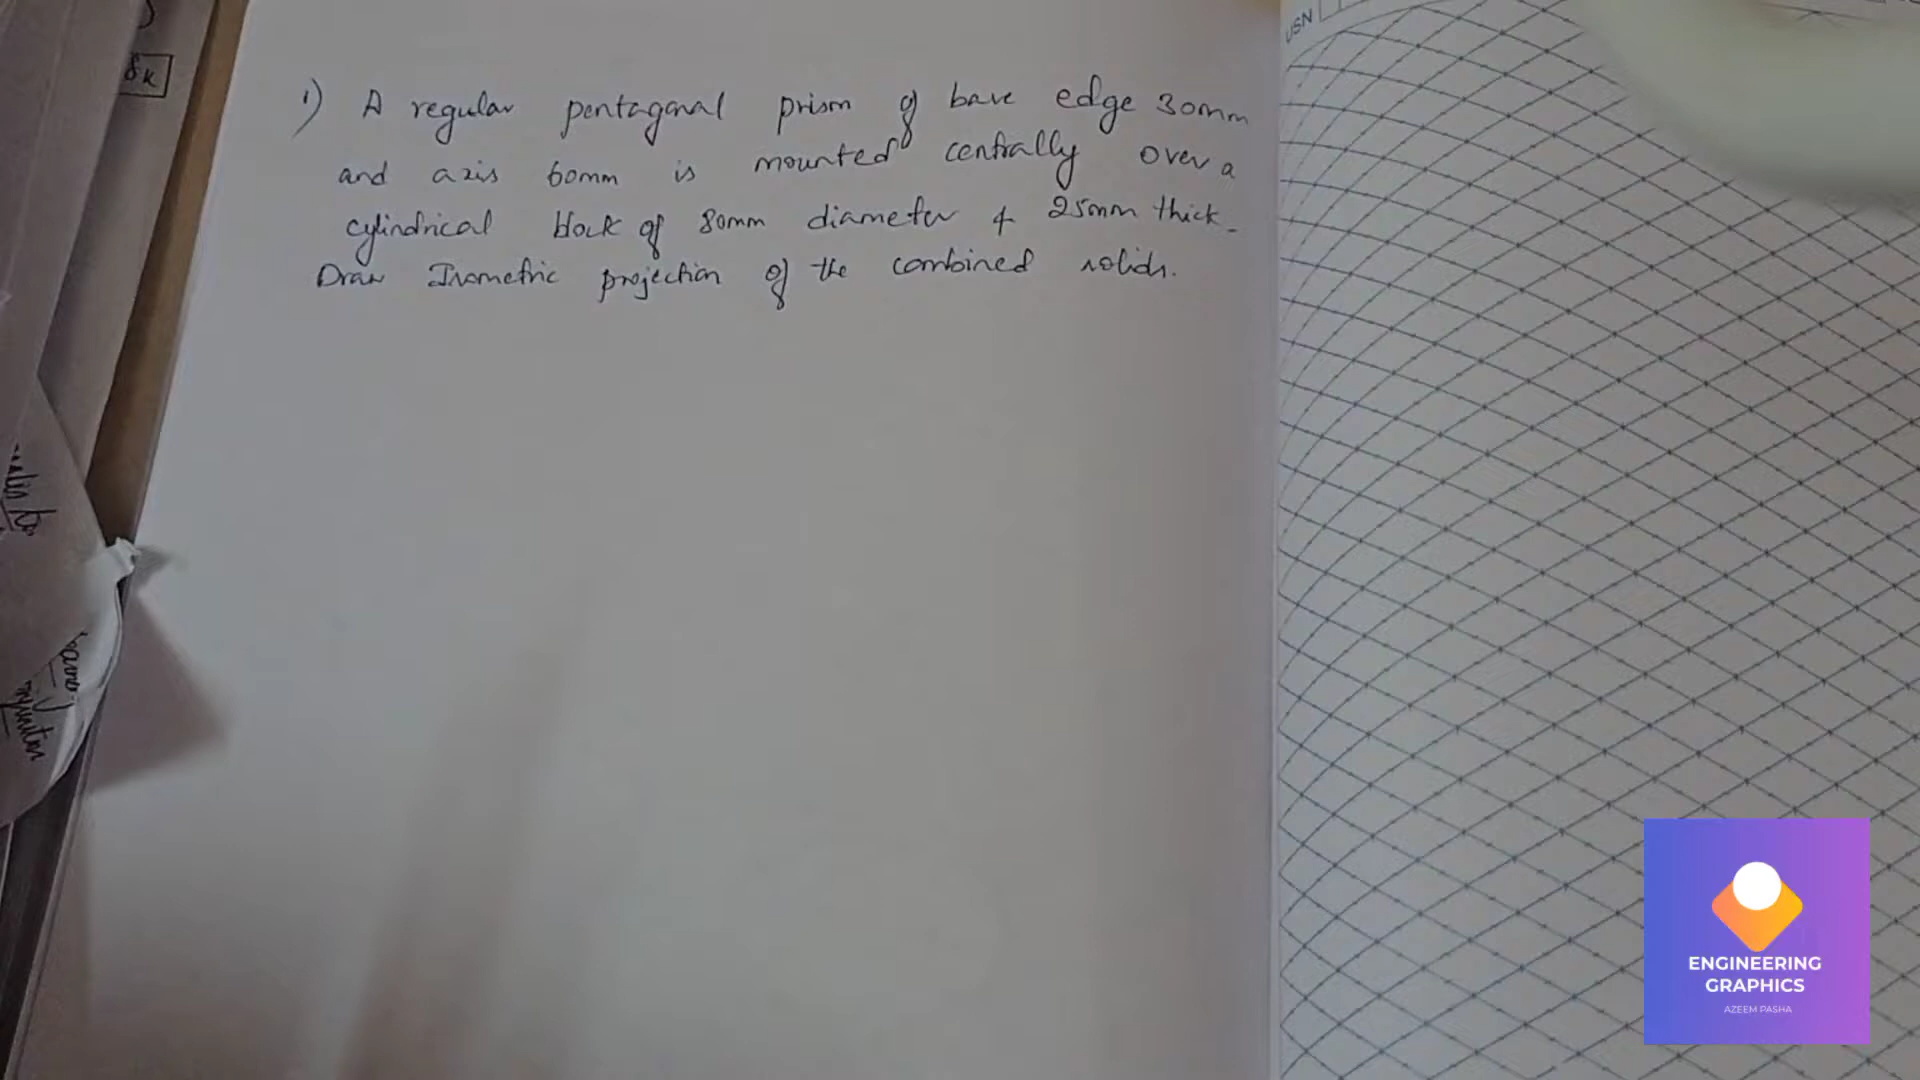 8k
1) A regular pentagonal prism of base edge 30mm
and axis 60mm is mounted centrally over a
cylindrical block of 80mm diameter & 25mm thick.
Draw Isometric projection of the combined solids.
USN
ENGINEERING
GRAPHICS
AZEEM PASHA